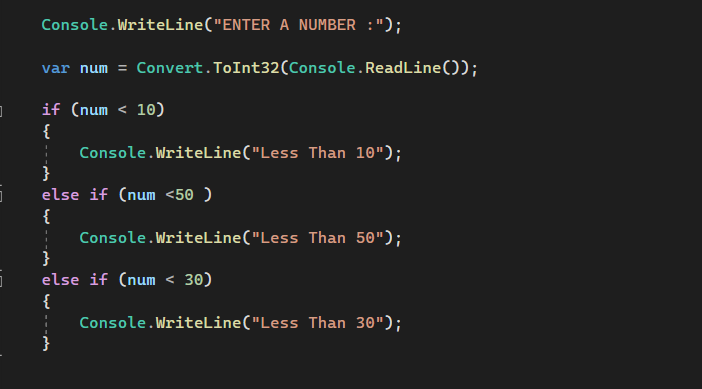 Console.WriteLine("ENTER A NUMBER :");
var num = Convert.ToInt32(Console.ReadLine());
if (num < 10)
{
Console.WriteLine("Less Than 10");
}
else if (num <50 )
{
Console.WriteLine("Less Than 50");
}
else if (num < 30)
{
Console.WriteLine("Less Than 30");
}